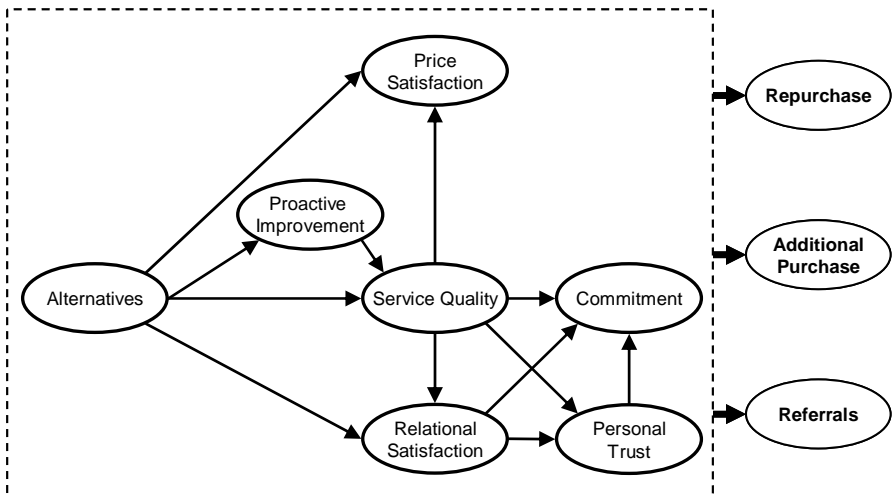 Price
Satisfaction
Repurchase
Proactive
Improvement
Additional
Purchase
Alternatives
Service Quality
Commitment
Relational
Satisfaction
Personal
Trust
Referrals